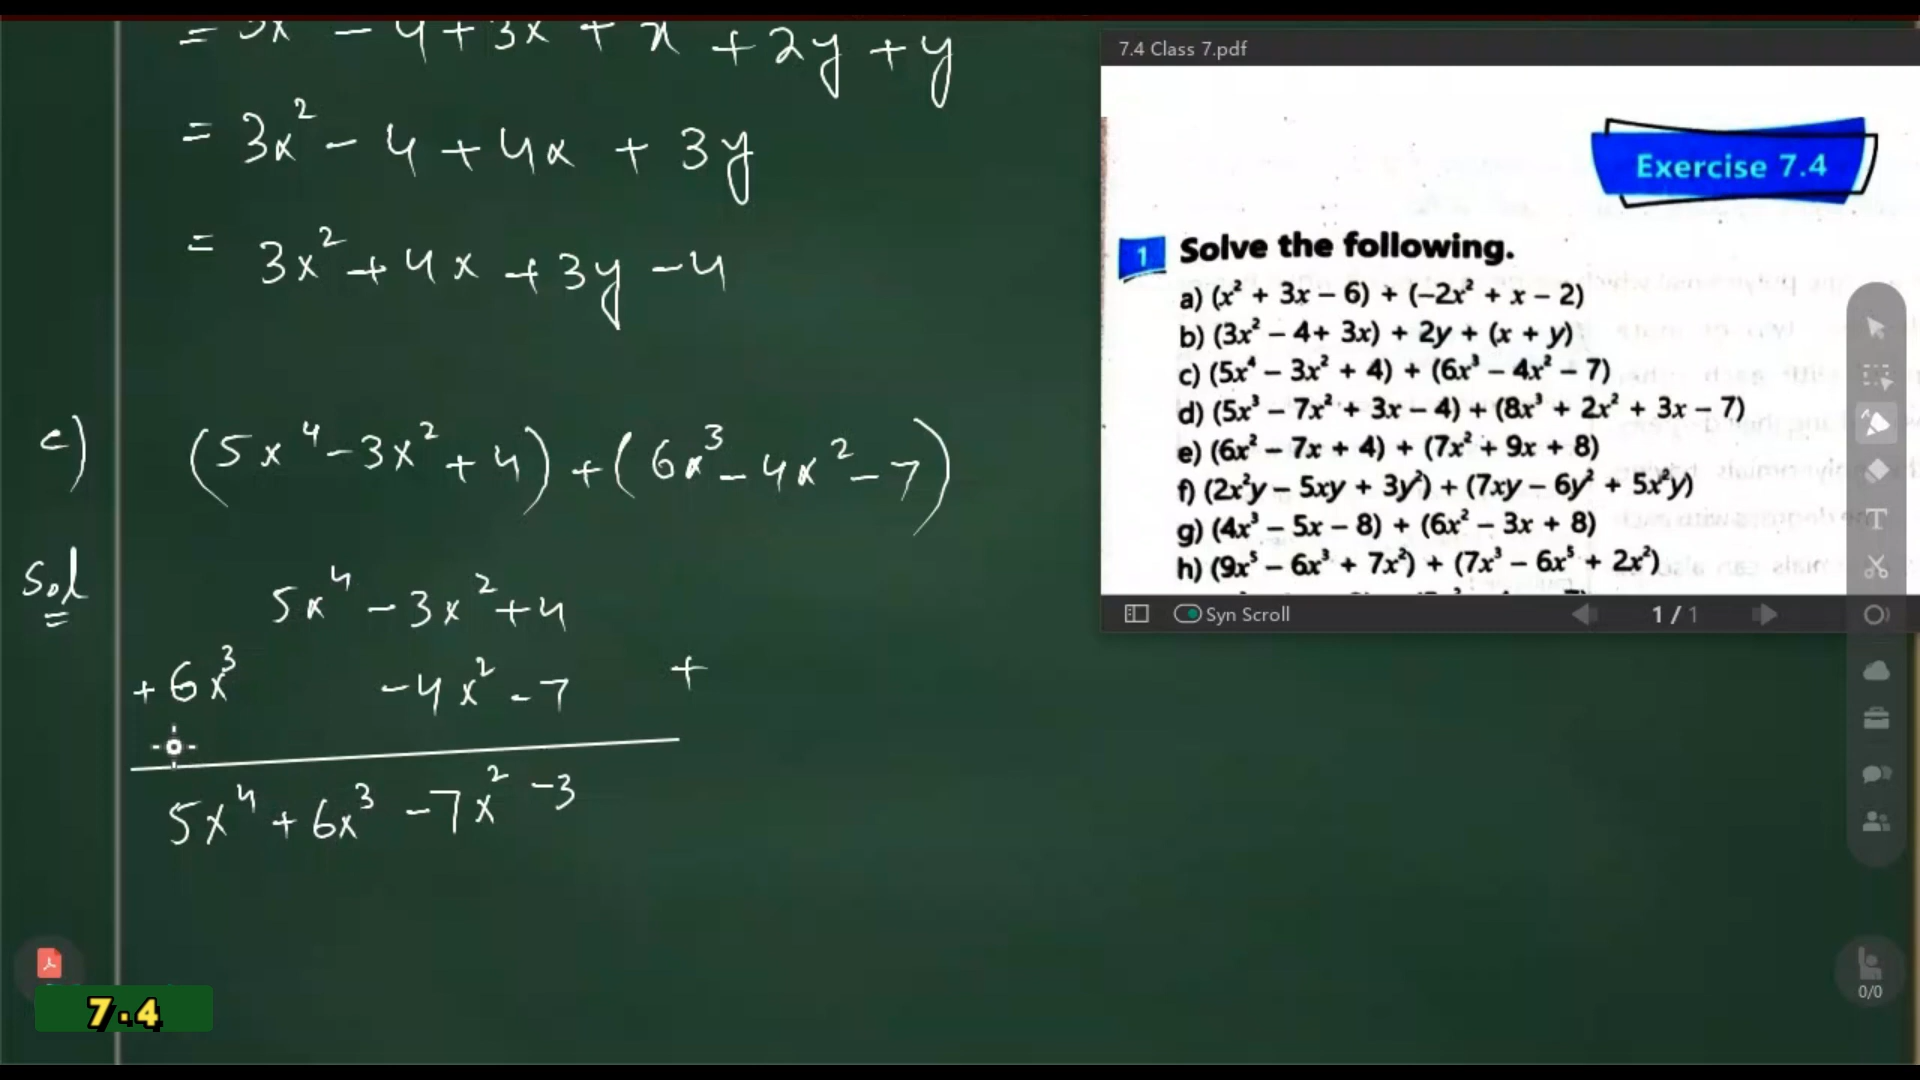 = 3x² - 4 + 3x + x + 2y + y
= 3x² - 4 + 4x + 3y
= 3x² + 4x + 3y - 4
c) (5x⁴ - 3x² + 4) + (6x³ - 4x² - 7)
Sol
5x⁴ - 3x² + 4
+ 6x³ - 4x² - 7 +
5x⁴ + 6x³ - 7x² - 3
7.4
7.4 Class 7.pdf
Exercise 7.4
1 Solve the following.
a) (x² + 3x – 6) + (–2x² + x – 2)
b) (3x² – 4+ 3x) + 2y + (x + y)
c) (5x⁴ – 3x² + 4) + (6x³ – 4x² – 7)
d) (5x³ – 7x² + 3x – 4) + (8x³ + 2x² + 3x – 7)
e) (6x² – 7x + 4) + (7x² + 9x + 8)
f) (2x²y – 5xy + 3y²) + (7xy – 6y² + 5x²y)
g) (4x³ – 5x – 8) + (6x² – 3x + 8)
h) (9x⁵ – 6x³ + 7x²) + (7x³ – 6x⁵ + 2x²)
Syn Scroll 1 / 1
T
0/0